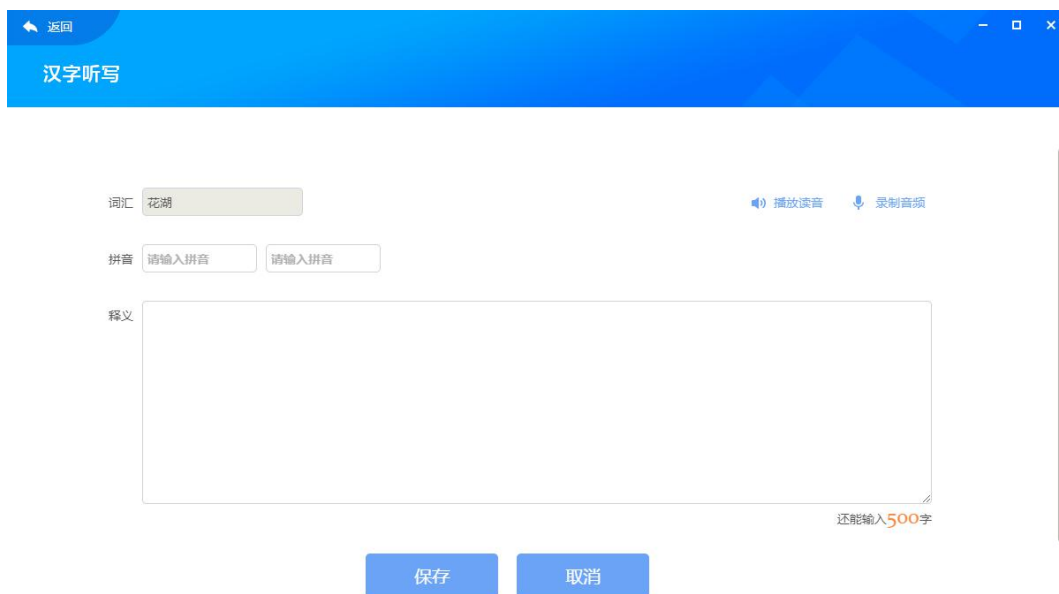 返回
汉字听写
词汇 花湖 播放读音 录制音频
拼音 请输入拼音 请输入拼音
释义
还能输入500字
保存 取消